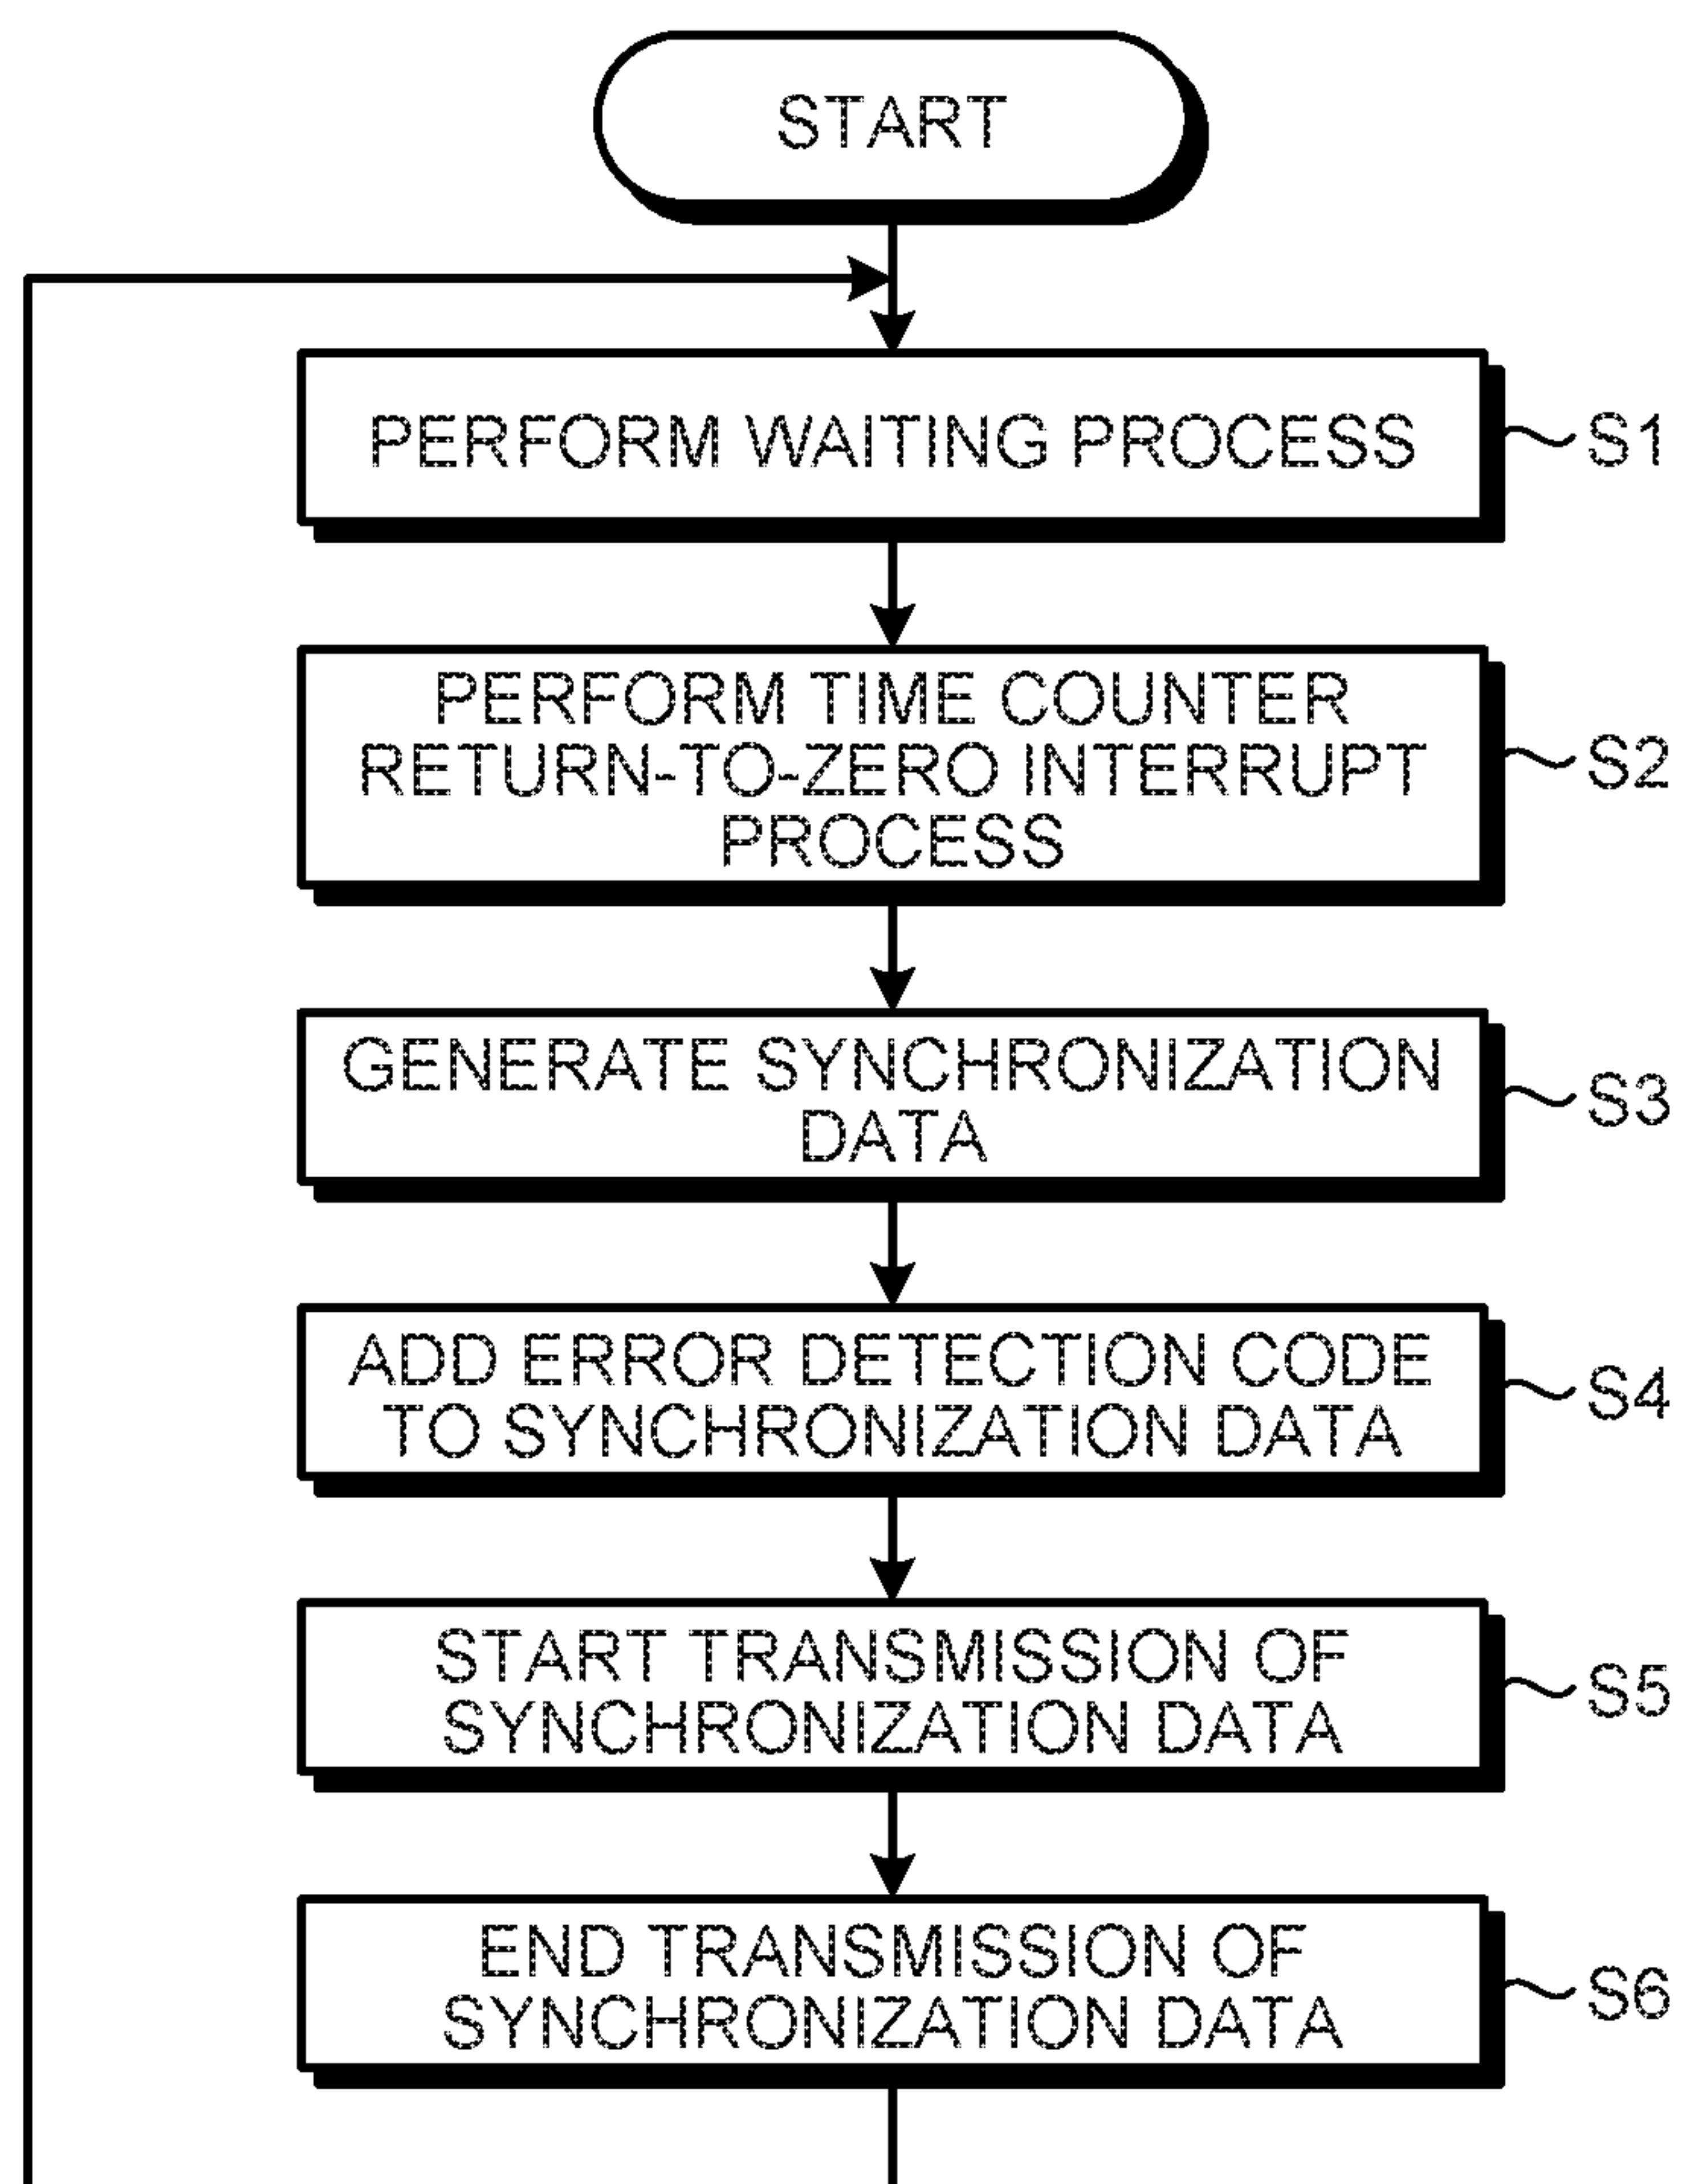 START
PERFORM WAITING PROCESS
S1
PERFORM TIME COUNTER
RETURN-TO-ZERO INTERRUPT
PROCESS
S2
GENERATE SYNCHRONIZATION
DATA
S3
ADD ERROR DETECTION CODE
TO SYNCHRONIZATION DATA
S4
START TRANSMISSION OF
SYNCHRONIZATION DATA
S5
END TRANSMISSION OF
SYNCHRONIZATION DATA
S6